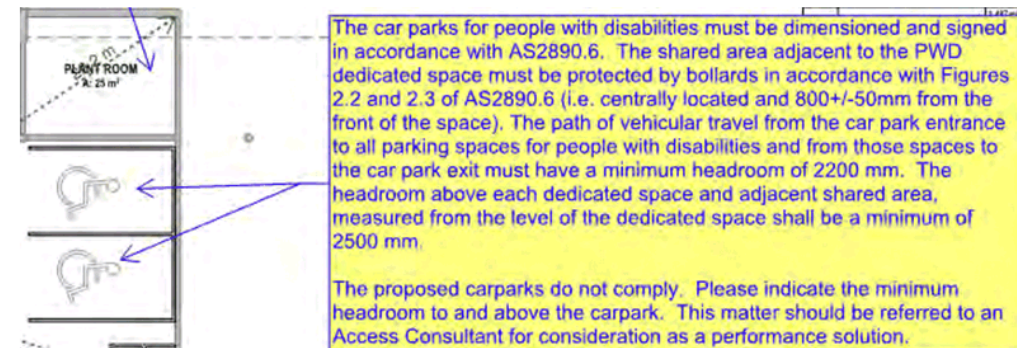 PLANT ROOM
A: 25 m²
The car parks for people with disabilities must be dimensioned and signed
in accordance with AS2890.6. The shared area adjacent to the PWD
dedicated space must be protected by bollards in accordance with Figures
2.2 and 2.3 of AS2890.6 (i.e. centrally located and 800+/-50mm from the
front of the space). The path of vehicular travel from the car park entrance
to all parking spaces for people with disabilities and from those spaces to
the car park exit must have a minimum headroom of 2200 mm. The
headroom above each dedicated space and adjacent shared area,
measured from the level of the dedicated space shall be a minimum of
2500 mm.
The proposed carparks do not comply. Please indicate the minimum
headroom to and above the carpark. This matter should be referred to an
Access Consultant for consideration as a performance solution.